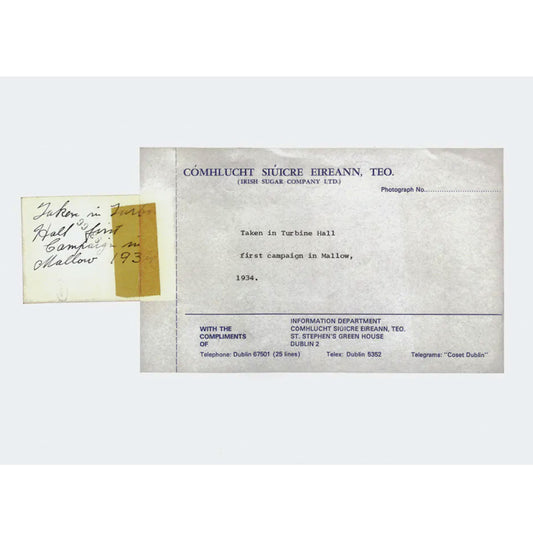 Taken in
Hall first
Campaign in
Mallow 193
CÓMHLUCHT SIÚICRE EIREANN, TEO.
(IRISH SUGAR COMPANY LTD.)
Photograph No.
Taken in Turbine Hall
first campaign in Mallow,
1934.
WITH THE
COMPLIMENTS
OF
INFORMATION DEPARTMENT
COMHLUCHT SIÚICRE EIREANN, TEO.
ST. STEPHEN'S GREEN HOUSE
DUBLIN 2
Telephone: Dublin 67501 (25 lines) Telex: Dublin 5352 Telegrams: "Coset Dublin"